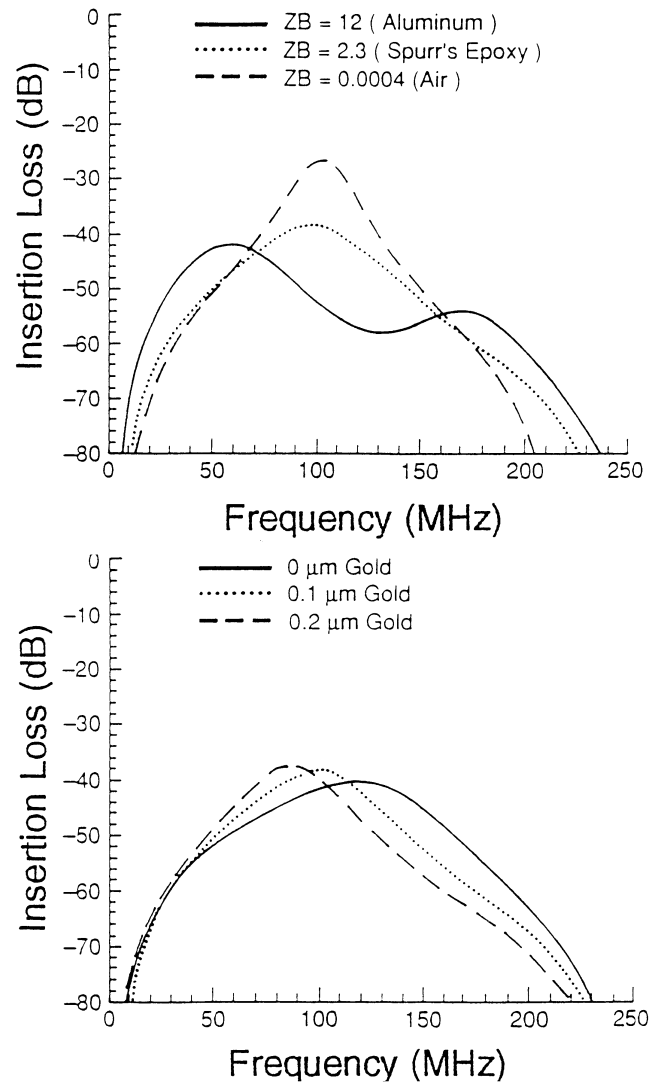 ZB = 12 ( Aluminum )
ZB = 2.3 ( Spurr's Epoxy )
ZB = 0.0004 (Air )
Insertion Loss (dB)
0
-10
-20
-30
-40
-50
-60
-70
-80
0 50 100 150 200 250
Frequency (MHz)
0 μm Gold
0.1 μm Gold
0.2 μm Gold
Insertion Loss (dB)
0
-10
-20
-30
-40
-50
-60
-70
-80
0 50 100 150 200 250
Frequency (MHz)